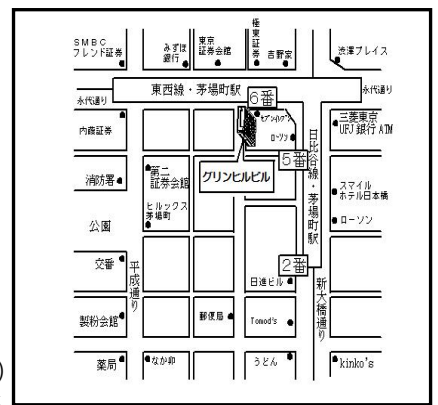 SMBC
フレンド証券
みずほ
銀行
東京
証券会館
極東証券
吉野家
渋澤プレイス
永代通り
東西線・茅場町駅
永代通り
6番
内藤証券
セブンイレブン
ローソン
三菱東京
UFJ銀行ATM
日比谷線・茅場町駅
5番
消防署
第二
証券会館
グリンヒルビル
スマイル
ホテル日本橋
ヒルックス
茅場町
ローソン
公園
交番
平成通り
2番
日進ビル
新大橋通り
製粉会館
郵便局
Tomod's
薬局
なか卯
うどん
kinko's
)